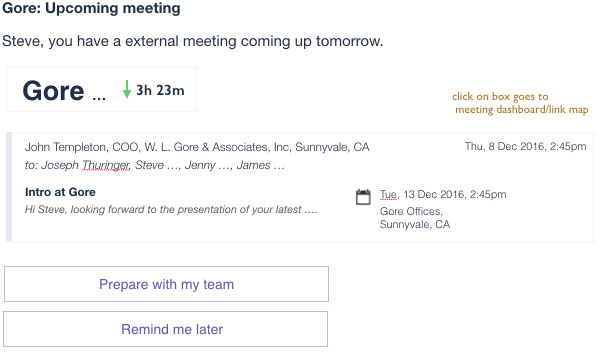 Gore: Upcoming meeting
Steve, you have a external meeting coming up tomorrow.
Gore ... 3h 23m
click on box goes to
meeting dashboard/link map
John Templeton, COO, W. L. Gore & Associates, Inc, Sunnyvale, CA
Thu, 8 Dec 2016, 2:45pm
to: Joseph Thuringer, Steve …, Jenny …, James …
Intro at Gore
Hi Steve, looking forward to the presentation of your latest ….
Tue, 13 Dec 2016, 2:45pm
Gore Offices,
Sunnyvale, CA
Prepare with my team
Remind me later